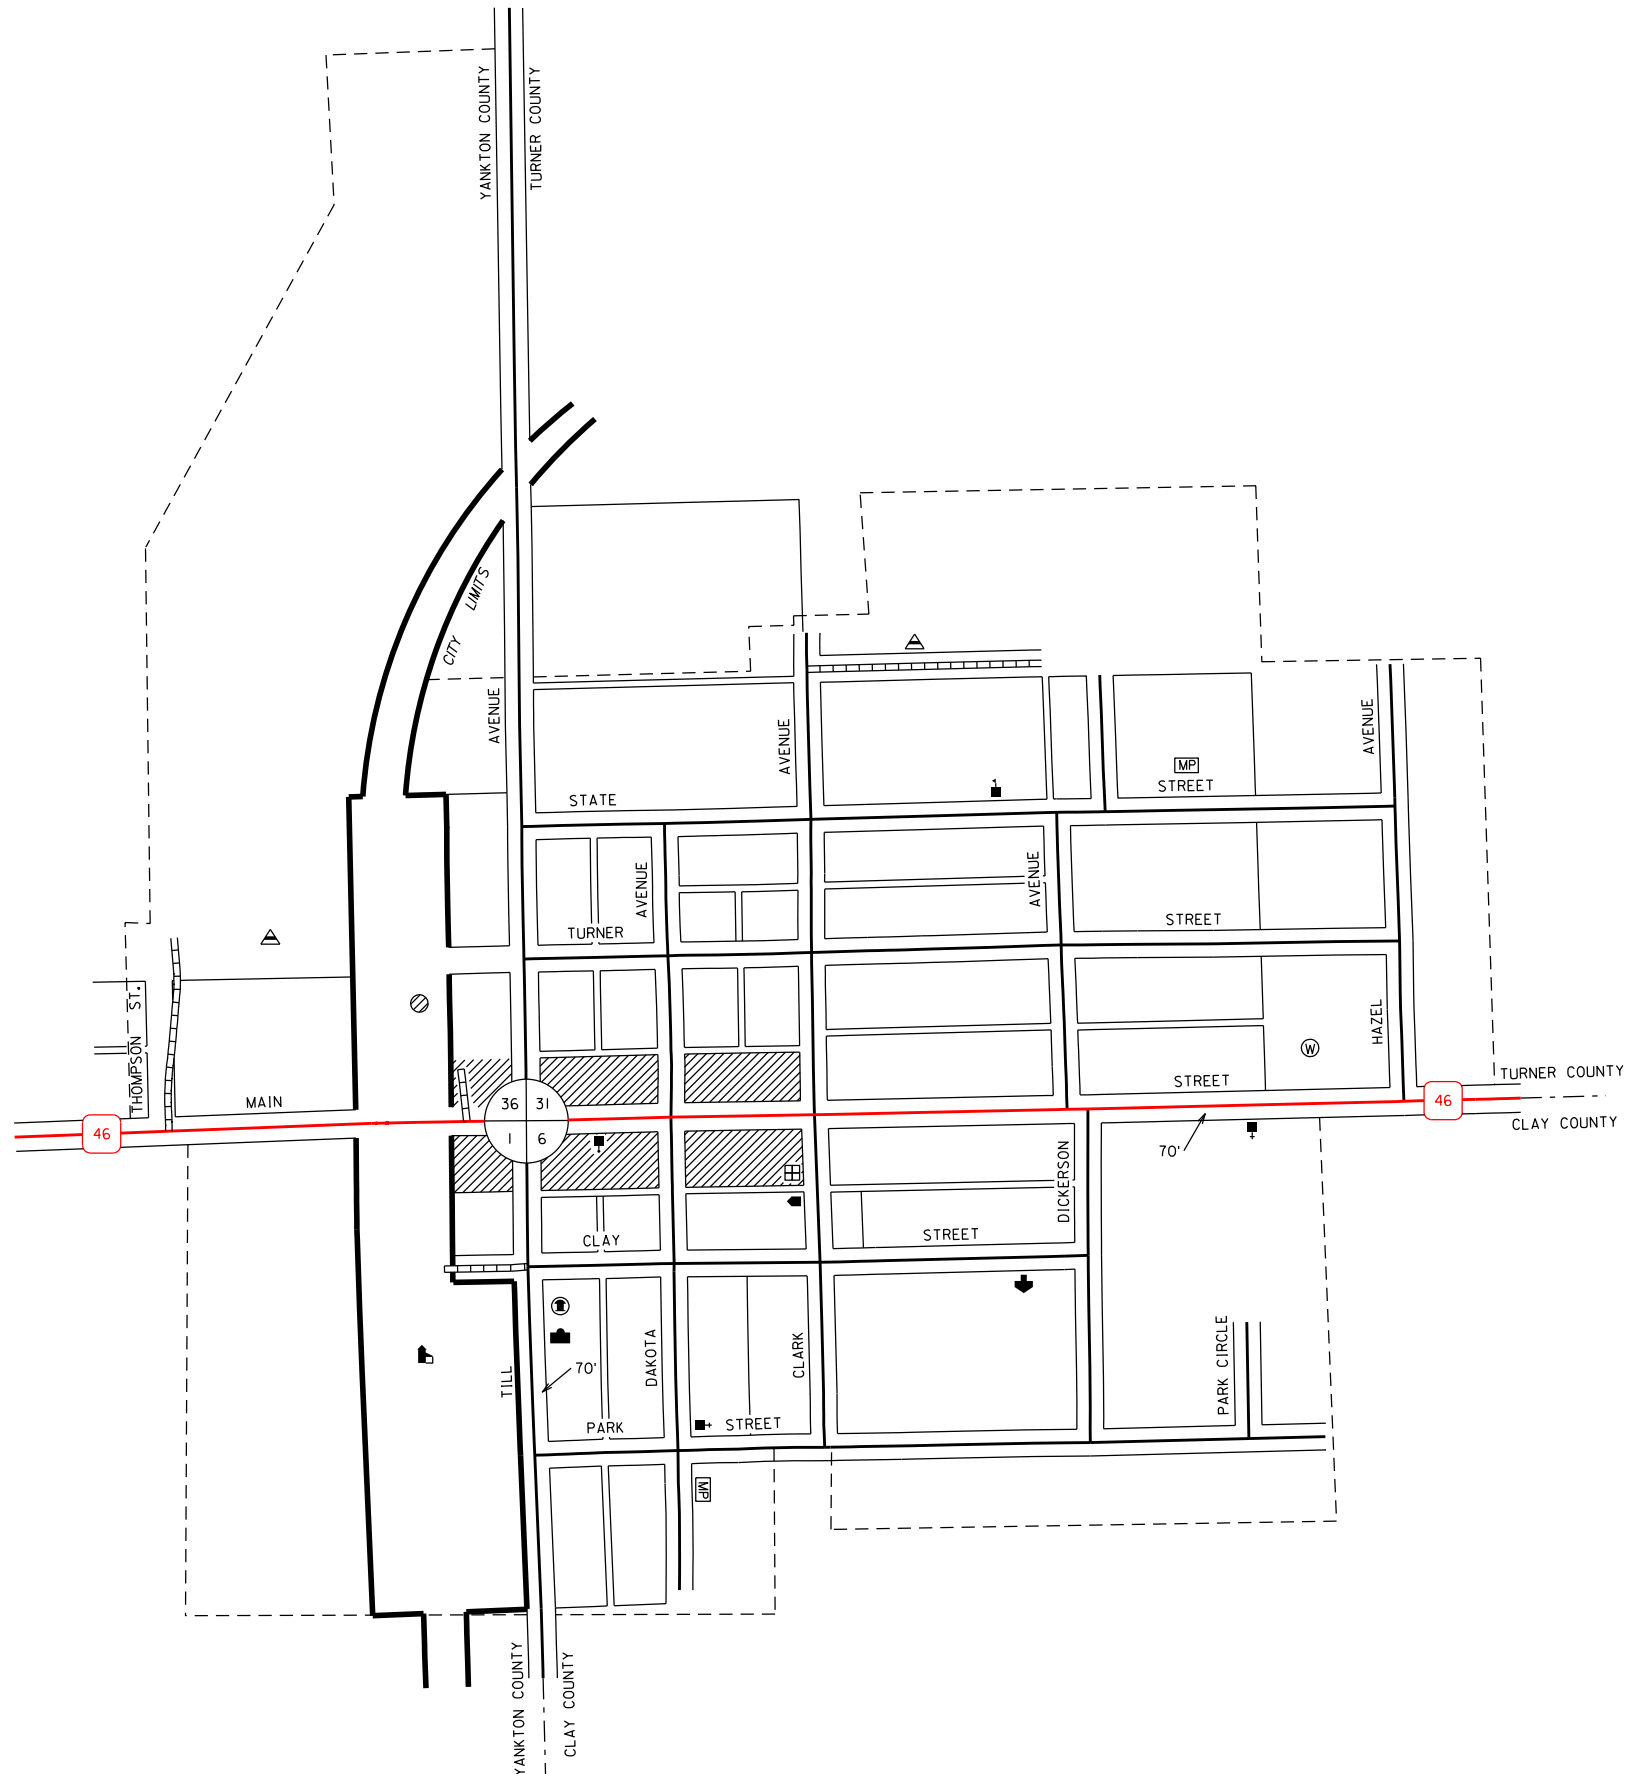 YANKTON COUNTY
TURNER COUNTY
CITY LIMITS
AVENUE
AVENUE
AVENUE
MP
STATE
STREET
AVENUE
AVENUE
TURNER
STREET
THOMPSON ST.
HAZEL
W
MAIN
STREET
TURNER COUNTY
36 31
46
46
1 6
CLAY COUNTY
70'
DICKERSON
CLAY
STREET
TILL
70'
DAKOTA
CLARK
PARK CIRCLE
PARK
STREET
MP
YANKTON COUNTY
CLAY COUNTY